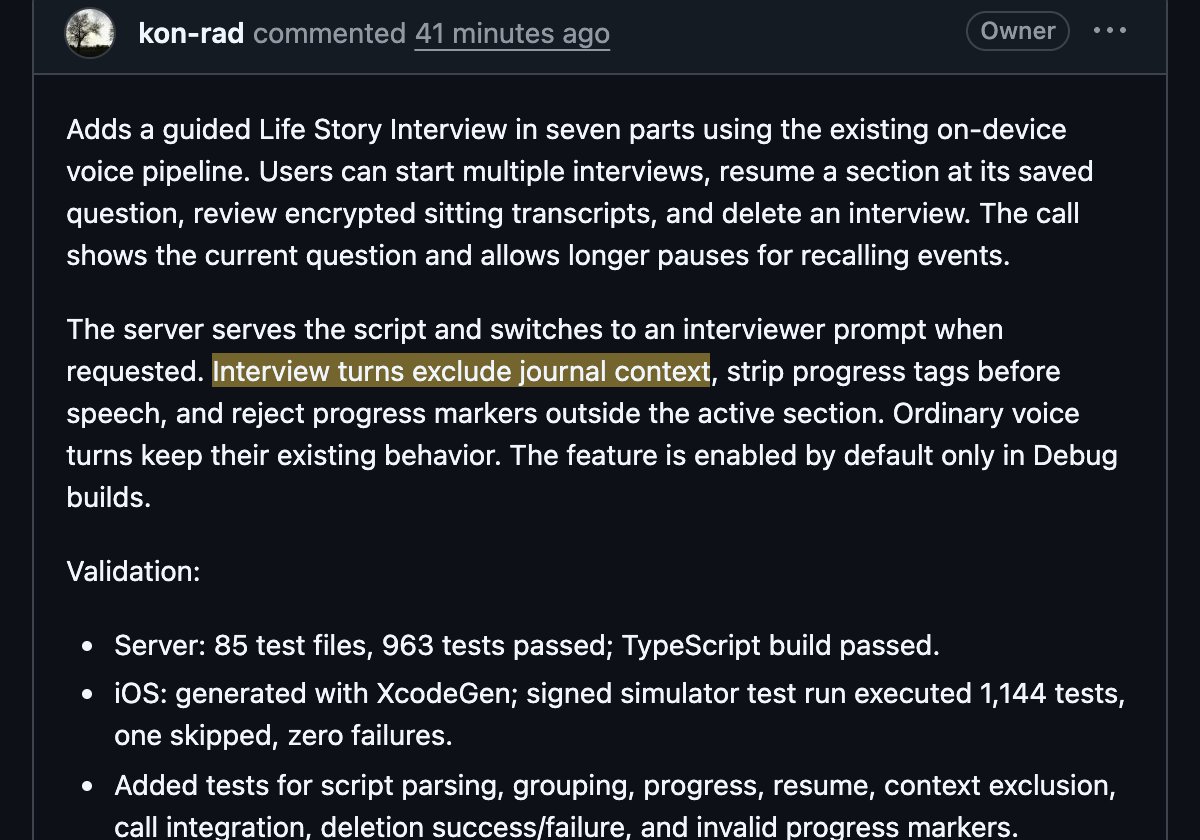 kon-rad commented 41 minutes ago
Owner
Adds a guided Life Story Interview in seven parts using the existing on-device
voice pipeline. Users can start multiple interviews, resume a section at its saved
question, review encrypted sitting transcripts, and delete an interview. The call
shows the current question and allows longer pauses for recalling events.
The server serves the script and switches to an interviewer prompt when
requested. Interview turns exclude journal context, strip progress tags before
speech, and reject progress markers outside the active section. Ordinary voice
turns keep their existing behavior. The feature is enabled by default only in Debug
builds.
Validation:
• Server: 85 test files, 963 tests passed; TypeScript build passed.
• iOS: generated with XcodeGen; signed simulator test run executed 1,144 tests,
one skipped, zero failures.
• Added tests for script parsing, grouping, progress, resume, context exclusion,
call integration, deletion success/failure, and invalid progress markers.